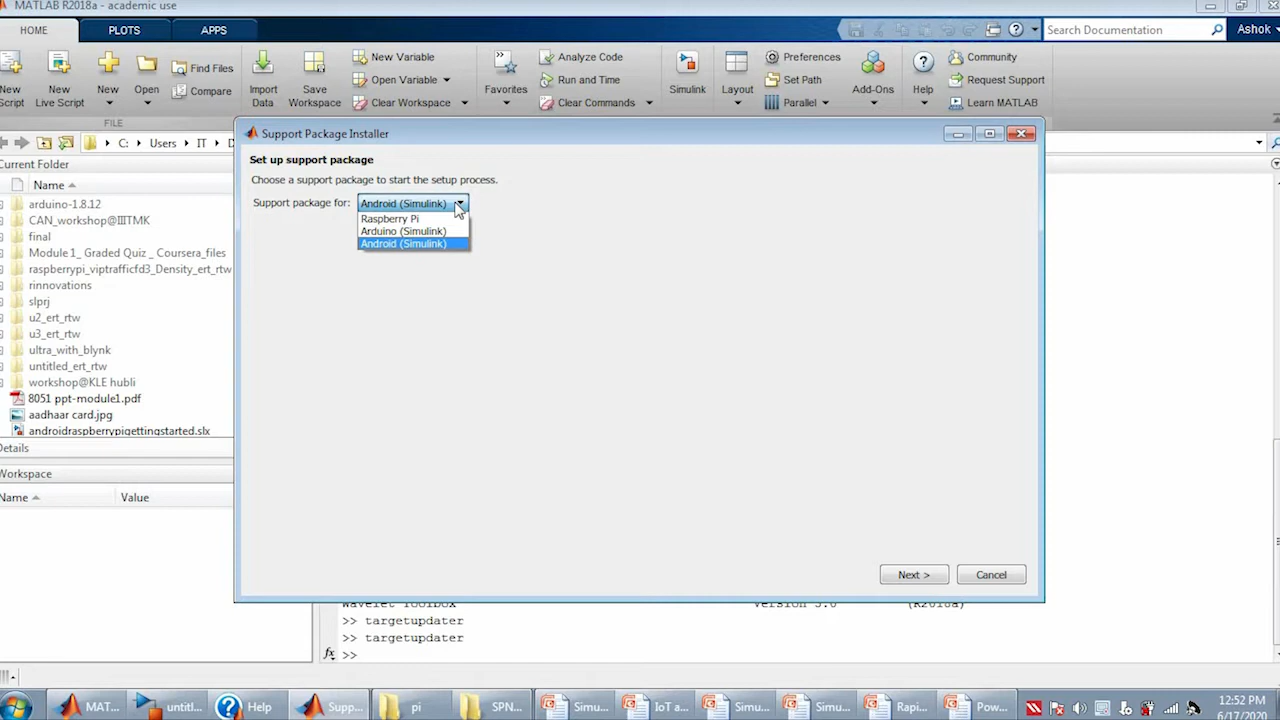 MATLAB R2018a - academic use
HOME
PLOTS
APPS
Search Documentation
Ashok
New Script
New Live Script
New
Open
Find Files
Compare
FILE
Import Data
Save Workspace
New Variable
Open Variable
Clear Workspace
Favorites
Analyze Code
Run and Time
Clear Commands
Simulink
Layout
Preferences
Set Path
Parallel
Add-Ons
Help
Community
Request Support
Learn MATLAB
C: Users IT D
Current Folder
Name
arduino-1.8.12
CAN_workshop@IIITMK
final
Module 1_ Graded Quiz _ Coursera_files
raspberrypi_viptrafficfd3_Density_ert_rtw
rinnovations
slprj
u2_ert_rtw
u3_ert_rtw
ultra_with_blynk
untitled_ert_rtw
workshop@KLE hubli
8051 ppt-module1.pdf
aadhaar card.jpg
androidraspberrypigettingstarted.slx
Details
Workspace
Name Value
Support Package Installer
Set up support package
Choose a support package to start the setup process.
Support package for: Android (Simulink)
Raspberry Pi
Arduino (Simulink)
Android (Simulink)
Next >
Cancel
Wavelet Toolbox Version 5.0 (R2018a)
>> targetupdater
>> targetupdater
fx >>
MAT... untitl... Help Supp... pi SPN... Simu... IoT a... Simu... Simu... Rapi... Pow...
12:52 PM
6/17/2020